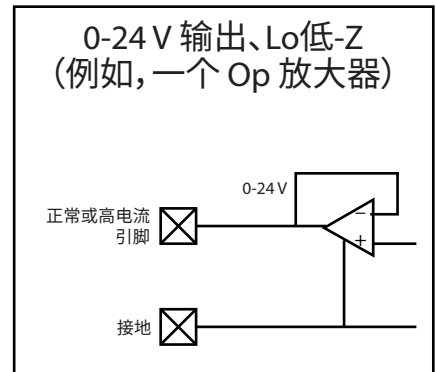 0-24 V 输出、Lo低-Z
（例如，一个 Op 放大器）
0-24 V
正常或高电流
引脚
−
+
接地